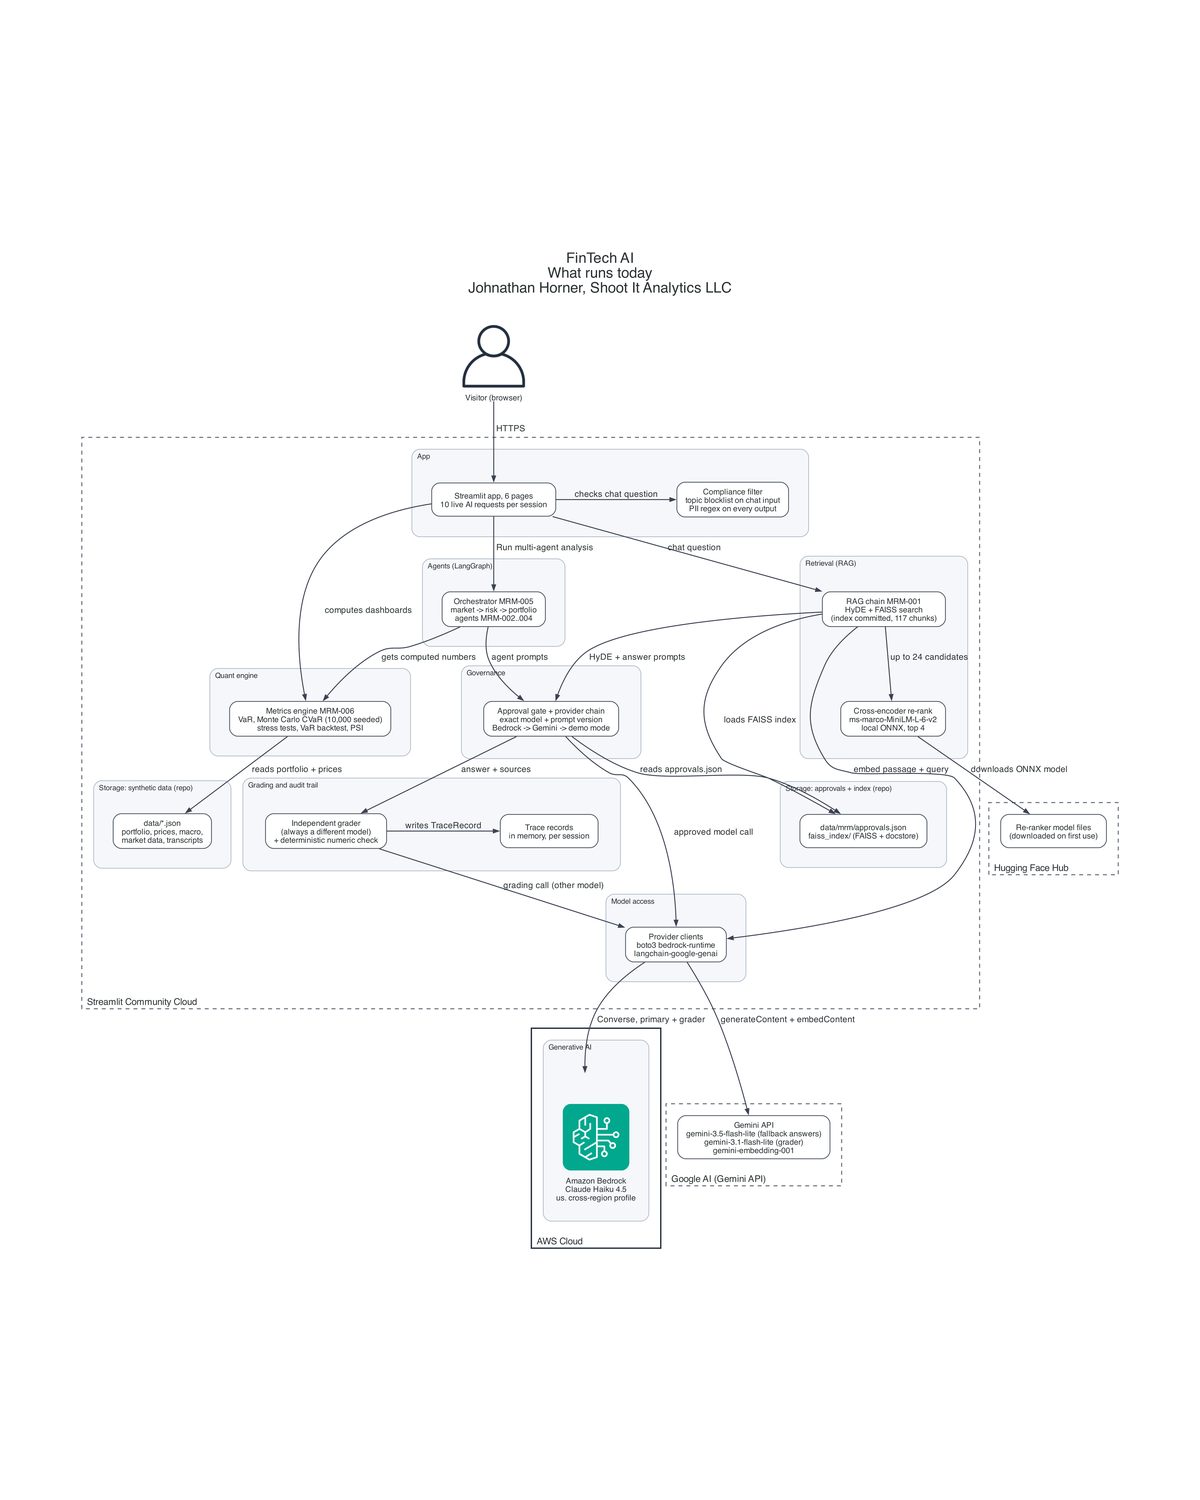 FinTech AI
What runs today
Johnathan Horner, Shoot It Analytics LLC
Visitor (browser)
HTTPS
App
Streamlit app, 6 pages
10 live AI requests per session
checks chat question
Compliance filter
topic blocklist on chat input
PII regex on every output
Run multi-agent analysis
chat question
Agents (LangGraph)
Orchestrator MRM-005
market -> risk -> portfolio
agents MRM-002..004
Retrieval (RAG)
RAG chain MRM-001
HyDE + FAISS search
(index committed, 117 chunks)
computes dashboards
gets computed numbers
agent prompts
HyDE + answer prompts
up to 24 candidates
Quant engine
Metrics engine MRM-006
VaR, Monte Carlo CVaR (10,000 seeded)
stress tests, VaR backtest, PSI
Governance
Approval gate + provider chain
exact model + prompt version
Bedrock -> Gemini -> demo mode
loads FAISS index
Cross-encoder re-rank
ms-marco-MiniLM-L-6-v2
local ONNX, top 4
reads portfolio + prices
answer + sources
reads approvals.json
embed passage + query
downloads ONNX model
Storage: synthetic data (repo)
data/*.json
portfolio, prices, macro,
market data, transcripts
Grading and audit trail
Independent grader
(always a different model)
+ deterministic numeric check
writes TraceRecord
Trace records
in memory, per session
approved model call
Storage: approvals + index (repo)
data/mrm/approvals.json
faiss_index/ (FAISS + docstore)
Re-ranker model files
(downloaded on first use)
Hugging Face Hub
grading call (other model)
Model access
Provider clients
boto3 bedrock-runtime
langchain-google-genai
Streamlit Community Cloud
Converse, primary + grader
generateContent + embedContent
Generative AI
Amazon Bedrock
Claude Haiku 4.5
us. cross-region profile
AWS Cloud
Gemini API
gemini-3.5-flash-lite (fallback answers)
gemini-3.1-flash-lite (grader)
gemini-embedding-001
Google AI (Gemini API)